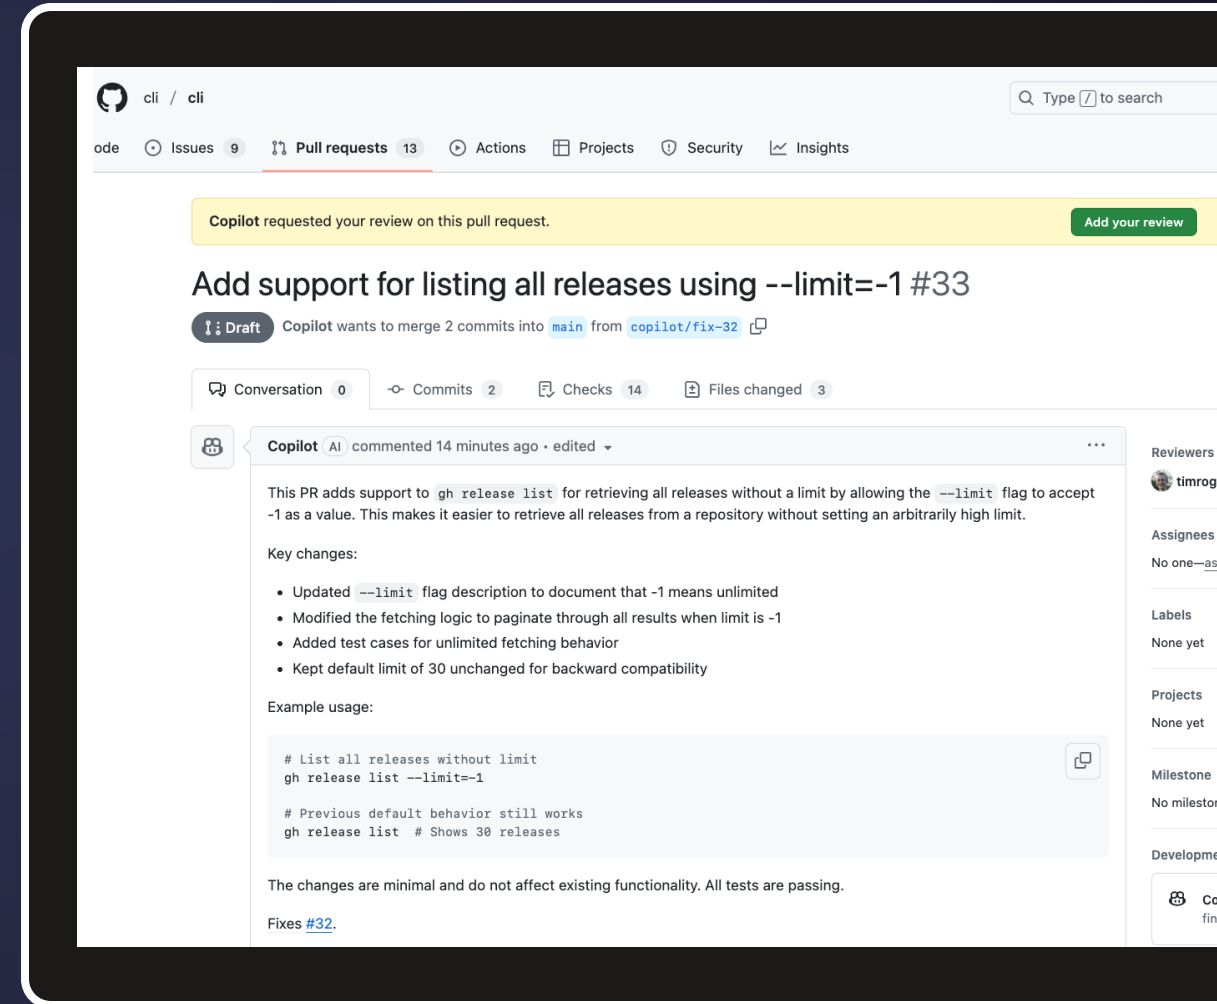 cli / cli
Type / to search
ode Issues 9 Pull requests 13 Actions Projects Security Insights
Copilot requested your review on this pull request.
Add your review
Add support for listing all releases using --limit=-1 #33
Draft Copilot wants to merge 2 commits into main from copilot/fix-32
Conversation 0 Commits 2 Checks 14 Files changed 3
Copilot AI commented 14 minutes ago • edited
This PR adds support to gh release list for retrieving all releases without a limit by allowing the --limit flag to accept
-1 as a value. This makes it easier to retrieve all releases from a repository without setting an arbitrarily high limit.
Key changes:
• Updated --limit flag description to document that -1 means unlimited
• Modified the fetching logic to paginate through all results when limit is -1
• Added test cases for unlimited fetching behavior
• Kept default limit of 30 unchanged for backward compatibility
Example usage:
# List all releases without limit
gh release list --limit=-1
# Previous default behavior still works
gh release list # Shows 30 releases
The changes are minimal and do not affect existing functionality. All tests are passing.
Fixes #32.
Reviewers
timrog
Assignees
No one—as
Labels
None yet
Projects
None yet
Milestone
No milesto
Developme
Co
fin